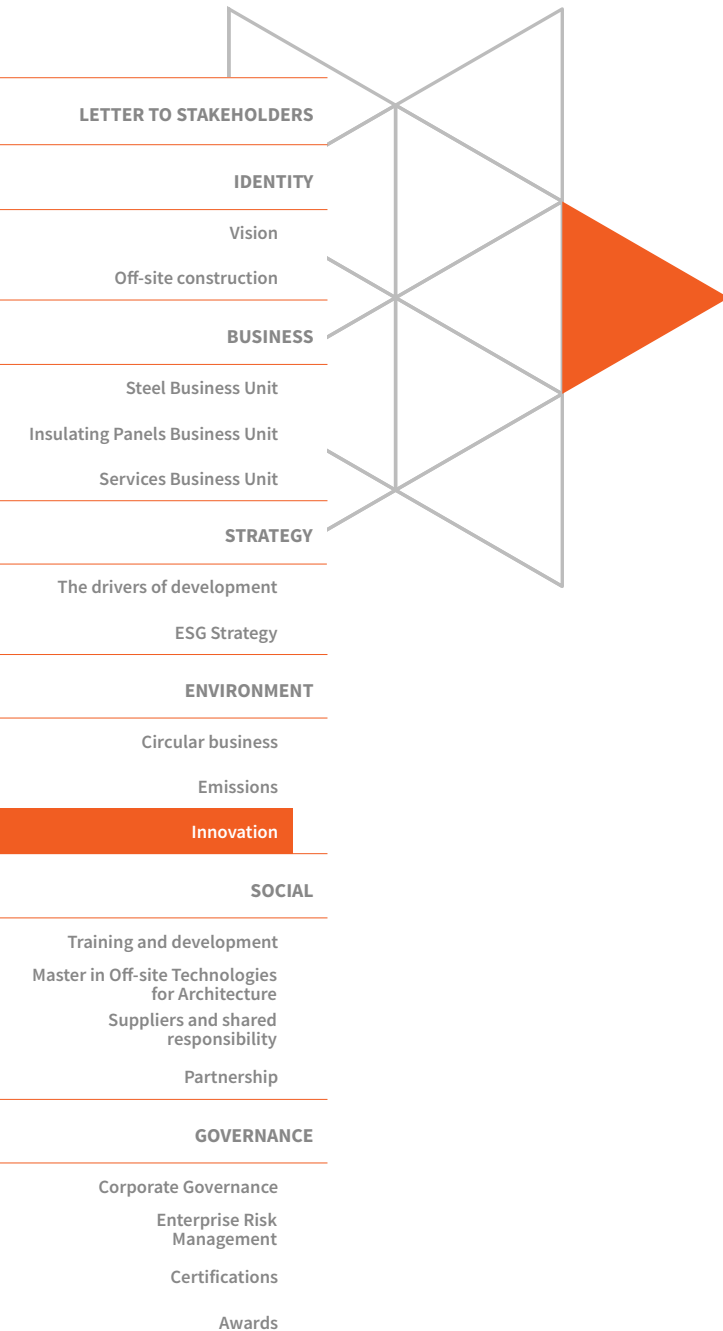 LETTER TO STAKEHOLDERS
IDENTITY
Vision
Off-site construction
BUSINESS
Steel Business Unit
Insulating Panels Business Unit
Services Business Unit
STRATEGY
The drivers of development
ESG Strategy
ENVIRONMENT
Circular business
Emissions
Innovation
SOCIAL
Training and development
Master in Off-site Technologies
for Architecture
Suppliers and shared
responsibility
Partnership
GOVERNANCE
Corporate Governance
Enterprise Risk
Management
Certifications
Awards